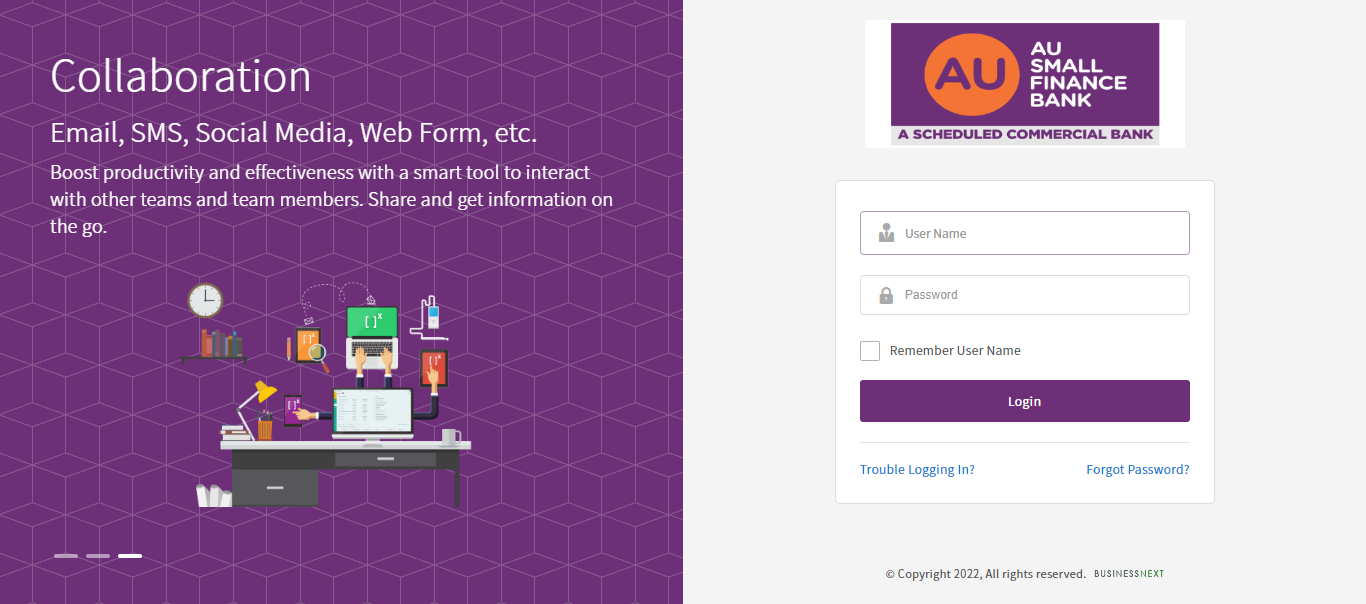 Collaboration
Email, SMS, Social Media, Web Form, etc.
Boost productivity and effectiveness with a smart tool to interact
with other teams and team members. Share and get information on
the go.
[ ]x
[ ]x
[ ]x
[ ]x
AU
AU
SMALL
FINANCE
BANK
A SCHEDULED COMMERCIAL BANK
User Name
Password
Remember User Name
Login
Trouble Logging In?
Forgot Password?
© Copyright 2022, All rights reserved. BUSINESSNEXT